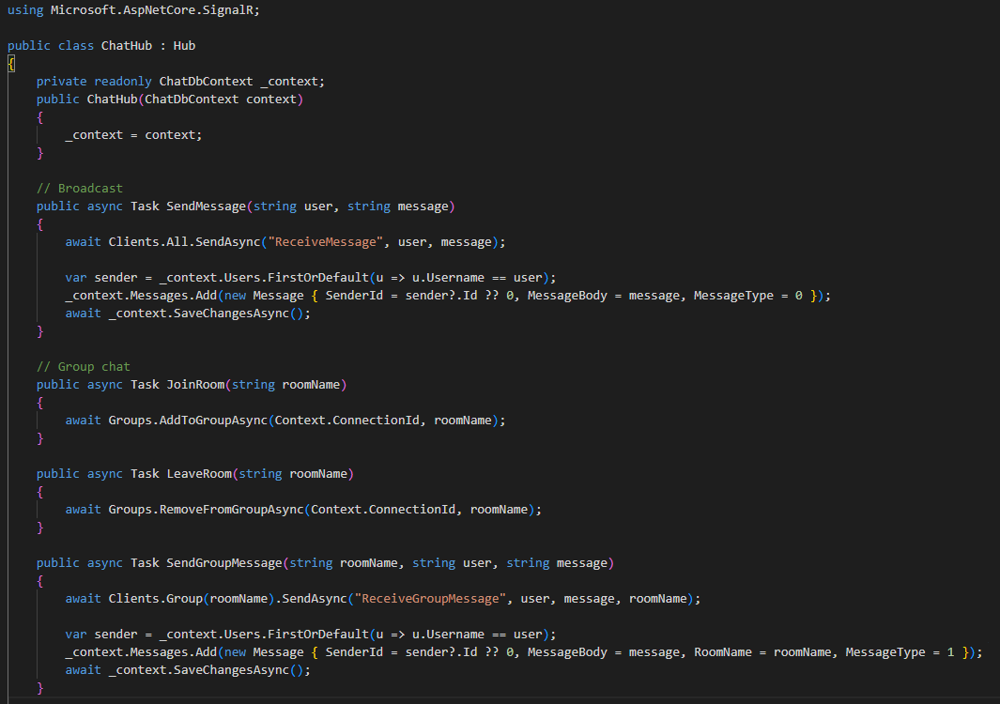 using Microsoft.AspNetCore.SignalR;
public class ChatHub : Hub
{
private readonly ChatDbContext _context;
public ChatHub(ChatDbContext context)
{
_context = context;
}
// Broadcast
public async Task SendMessage(string user, string message)
{
await Clients.All.SendAsync("ReceiveMessage", user, message);
var sender = _context.Users.FirstOrDefault(u => u.Username == user);
_context.Messages.Add(new Message { SenderId = sender?.Id ?? 0, MessageBody = message, MessageType = 0 });
await _context.SaveChangesAsync();
}
// Group chat
public async Task JoinRoom(string roomName)
{
await Groups.AddToGroupAsync(Context.ConnectionId, roomName);
}
public async Task LeaveRoom(string roomName)
{
await Groups.RemoveFromGroupAsync(Context.ConnectionId, roomName);
}
public async Task SendGroupMessage(string roomName, string user, string message)
{
await Clients.Group(roomName).SendAsync("ReceiveGroupMessage", user, message, roomName);
var sender = _context.Users.FirstOrDefault(u => u.Username == user);
_context.Messages.Add(new Message { SenderId = sender?.Id ?? 0, MessageBody = message, RoomName = roomName, MessageType = 1 });
await _context.SaveChangesAsync();
}